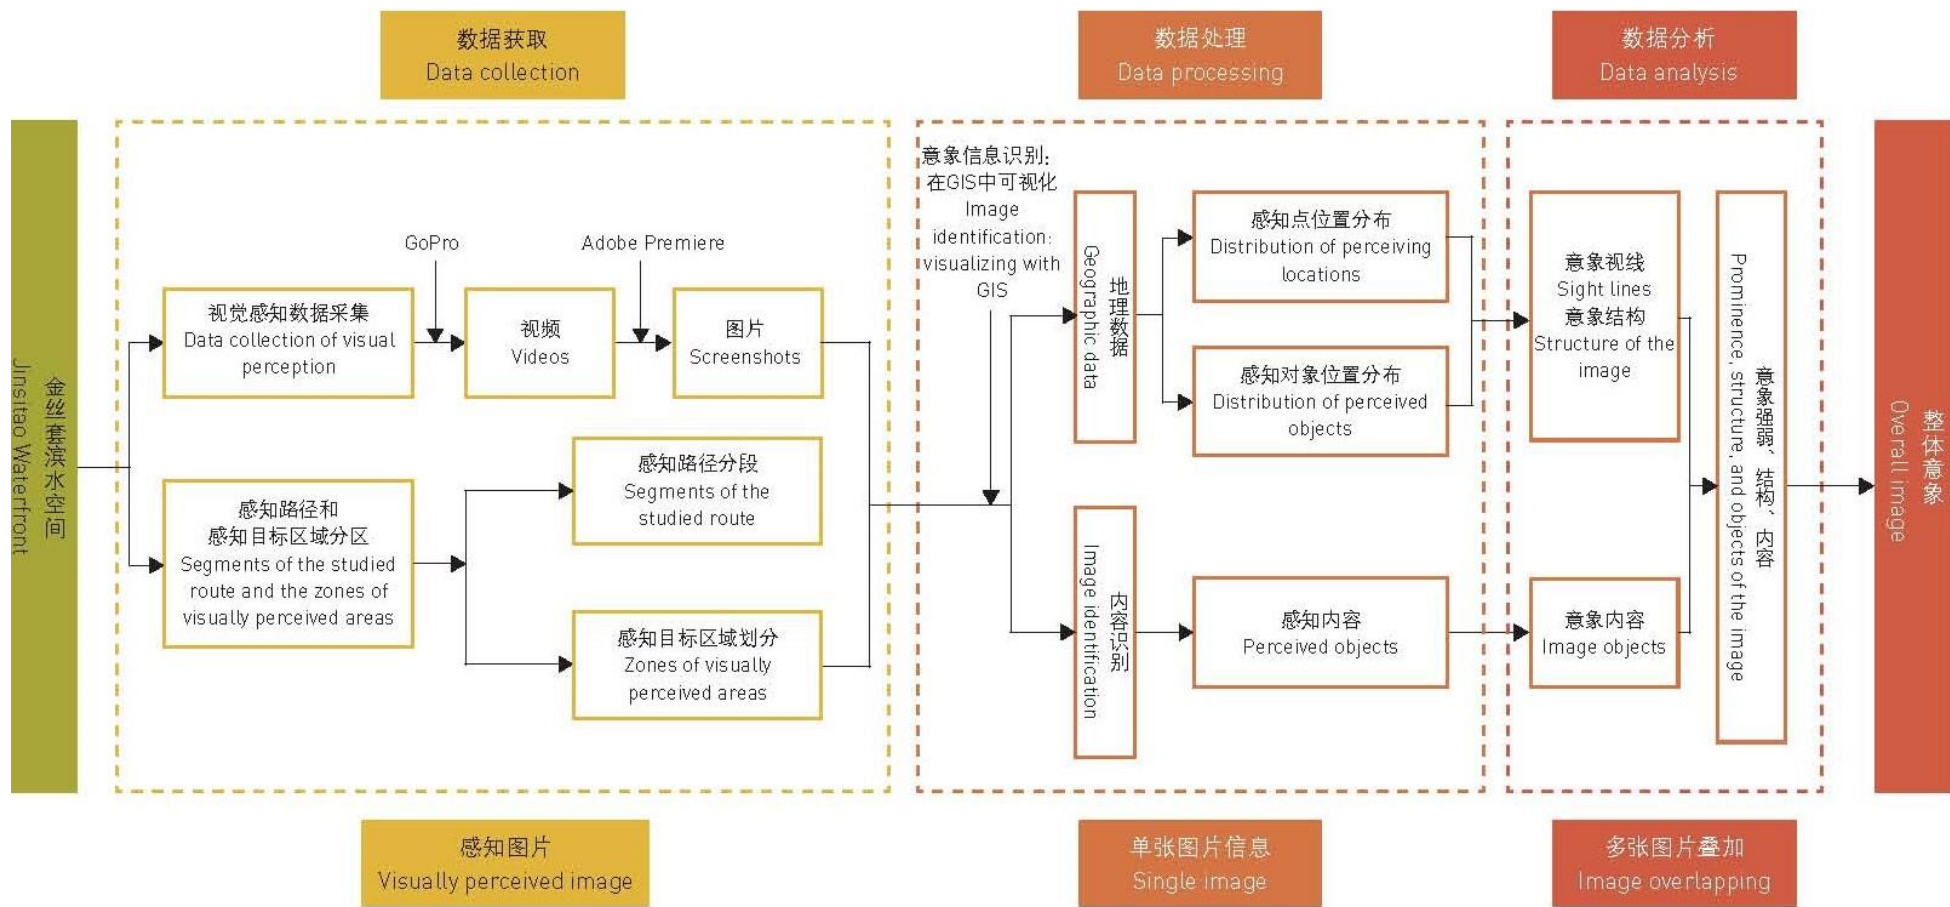 数据获取
Data collection
数据处理
Data processing
数据分析
Data analysis
金丝套滨水空间
Jinsitao Waterfront
GoPro
Adobe Premiere
视觉感知数据采集
Data collection of visual
perception
视频
Videos
图片
Screenshots
感知路径和
感知目标区域分区
Segments of the studied
route and the zones of
visually perceived areas
感知路径分段
Segments of the
studied route
感知目标区域划分
Zones of visually
perceived areas
意象信息识别:
在GIS中可视化
Image
identification:
visualizing with
GIS
地理数据
Geographic data
感知点位置分布
Distribution of perceiving
locations
感知对象位置分布
Distribution of perceived
objects
内容识别
Image identification
感知内容
Perceived objects
意象视线
Sight lines
意象结构
Structure of the
image
意象内容
Image objects
意象强弱、结构、内容
Prominence, structure, and objects of the image
整体意象
Overall image
感知图片
Visually perceived image
单张图片信息
Single image
多张图片叠加
Image overlapping